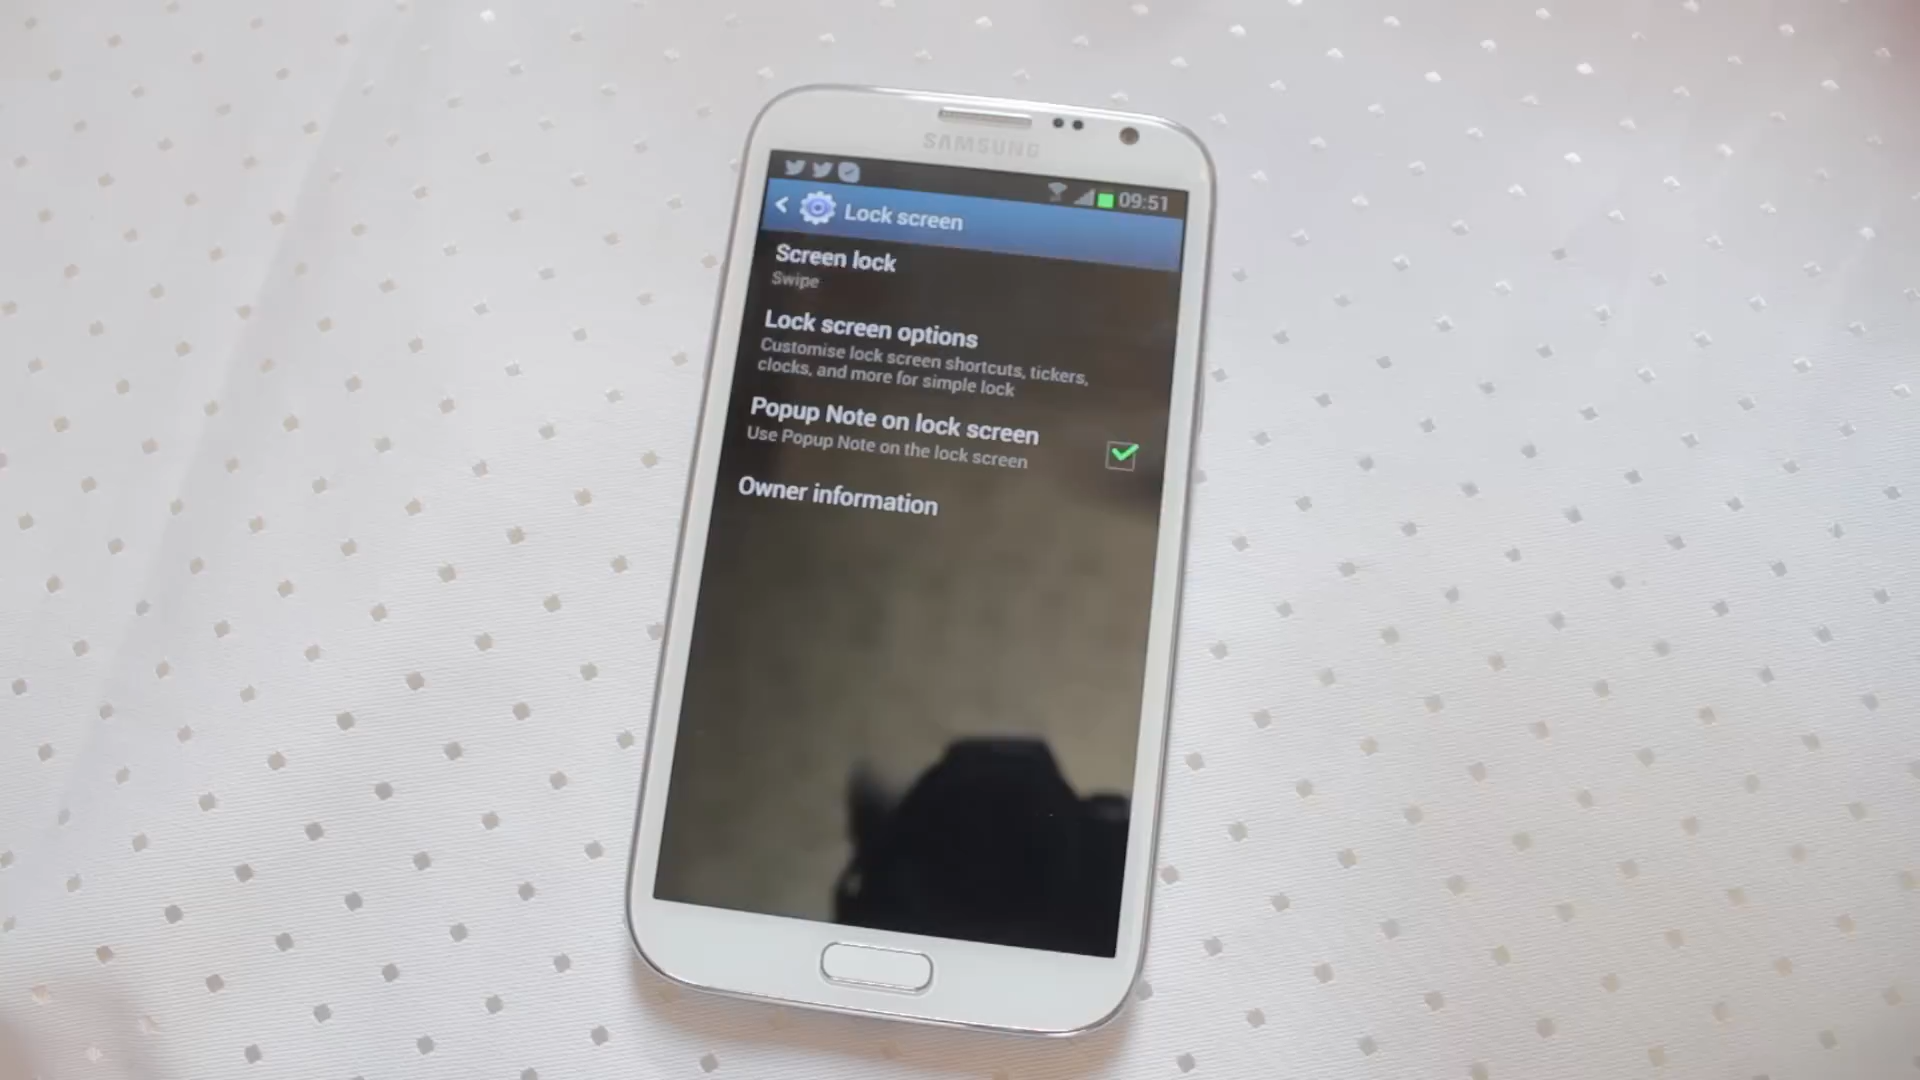 SAMSUNG
09:51
Lock screen
Screen lock
Swipe
Lock screen options
Customise lock screen shortcuts, tickers,
clocks, and more for simple lock
Popup Note on lock screen
Use Popup Note on the lock screen
Owner information